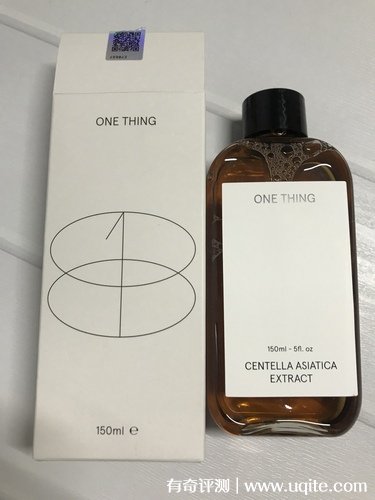 ONE THING
150ml ℮
ONE THING
150ml - 5fl. oz
CENTELLA ASIATICA
EXTRACT
有奇评测 | www.uqite.com